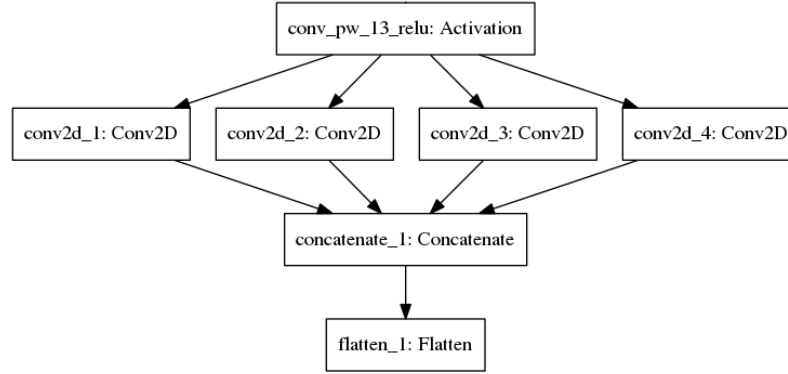 conv_pw_13_relu: Activation
conv2d_1: Conv2D
conv2d_2: Conv2D
conv2d_3: Conv2D
conv2d_4: Conv2D
concatenate_1: Concatenate
flatten_1: Flatten